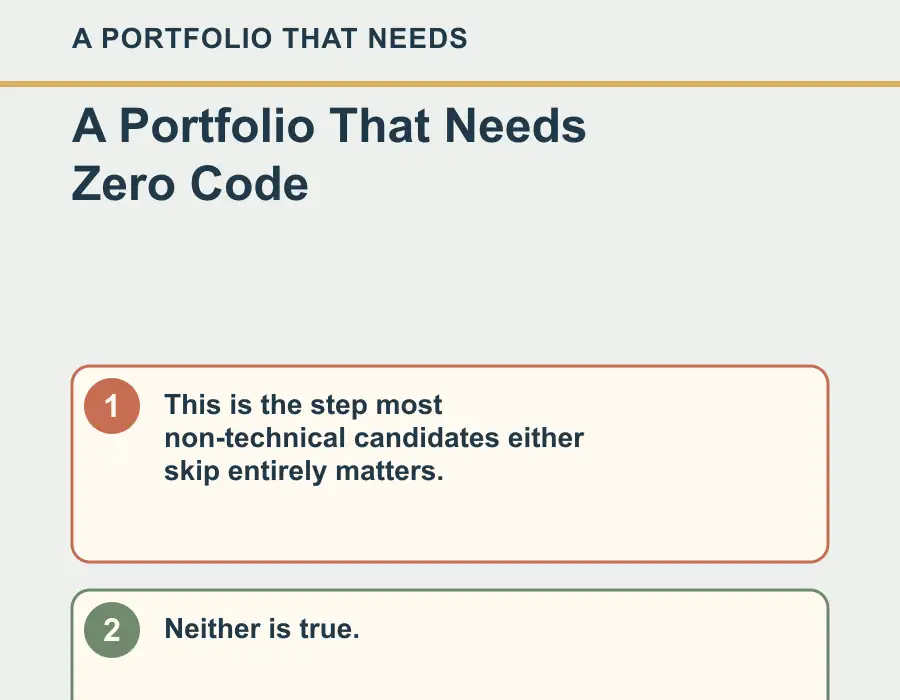 A PORTFOLIO THAT NEEDS
A Portfolio That Needs
Zero Code
1
This is the step most
non-technical candidates either
skip entirely matters.
2
Neither is true.